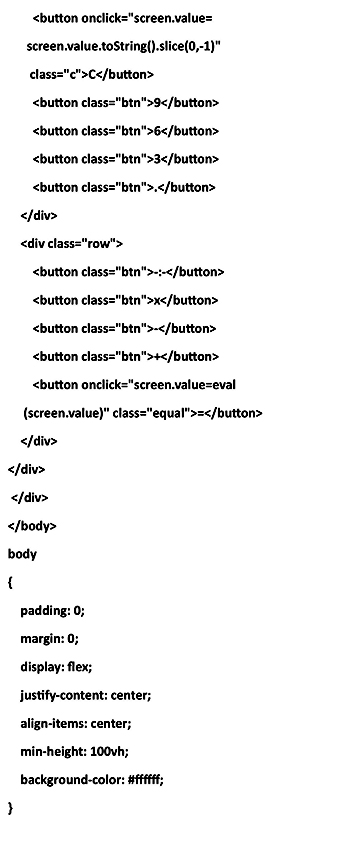 <button onclick="screen.value=
screen.value.toString().slice(0,-1)"
class="c">C</button>
<button class="btn">9</button>
<button class="btn">6</button>
<button class="btn">3</button>
<button class="btn">.</button>
</div>
<div class="row">
<button class="btn">-:-</button>
<button class="btn">x</button>
<button class="btn">-</button>
<button class="btn">+</button>
<button onclick="screen.value=eval
(screen.value)" class="equal">=</button>
</div>
</div>
</div>
</body>
body
{
padding: 0;
margin: 0;
display: flex;
justify-content: center;
align-items: center;
min-height: 100vh;
background-color: #ffffff;
}